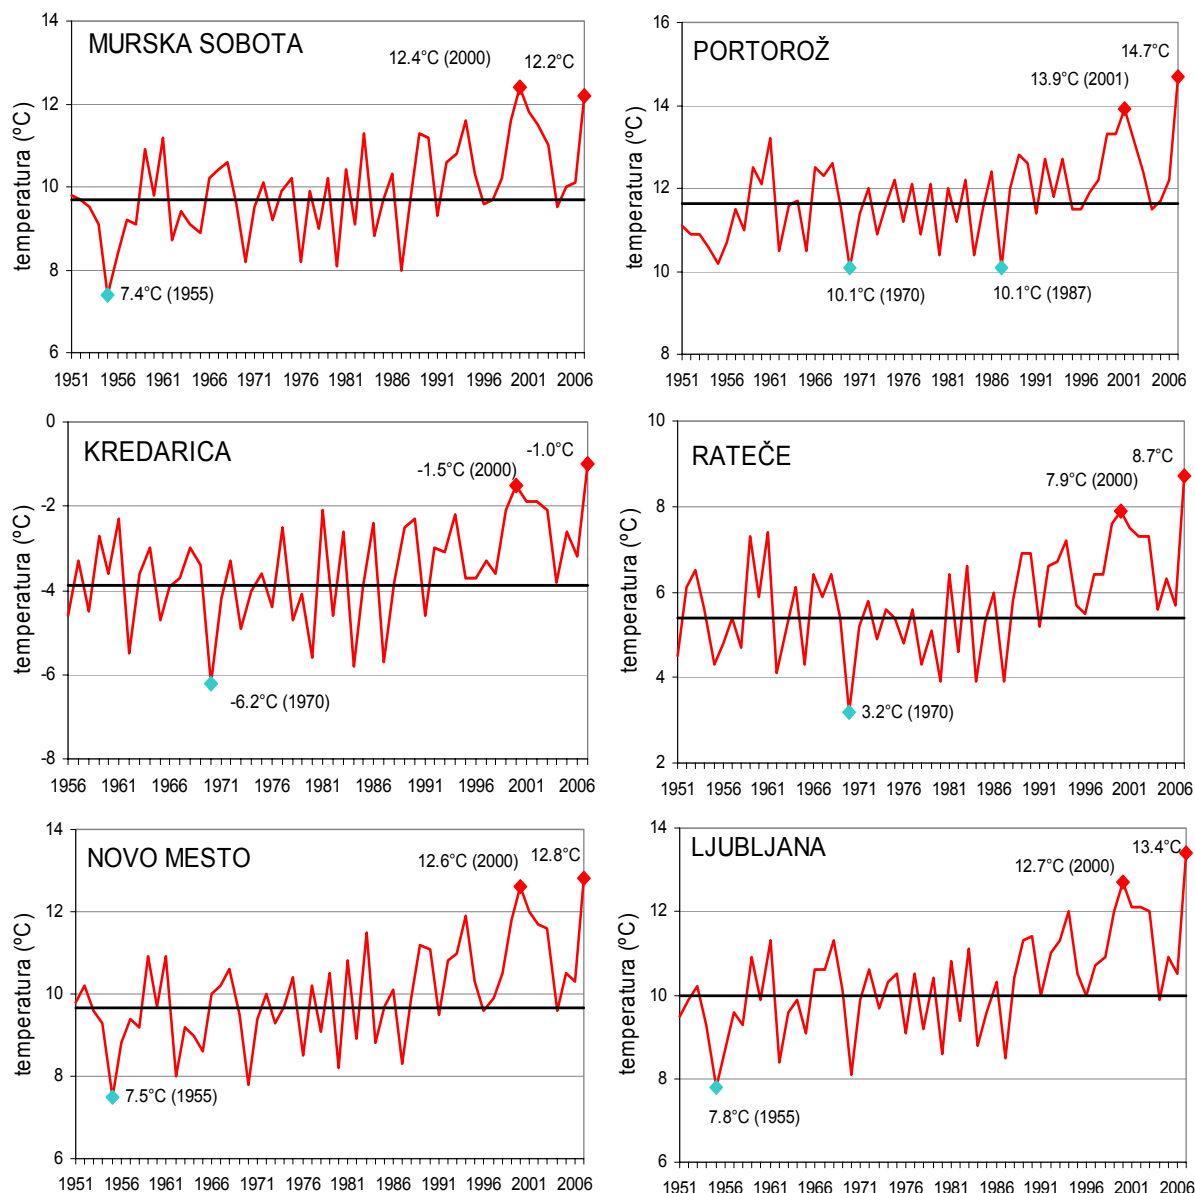 MURSKA SOBOTA
12.4°C (2000)
12.2°C
7.4°C (1955)
temperatura (ºC)
14
12
10
8
6
1951 1956 1961 1966 1971 1976 1981 1986 1991 1996 2001 2006
PORTOROŽ
14.7°C
13.9°C (2001)
10.1°C (1970)
10.1°C (1987)
temperatura (ºC)
16
14
12
10
8
1951 1956 1961 1966 1971 1976 1981 1986 1991 1996 2001 2006
KREDARICA
-1.0°C
-1.5°C (2000)
-6.2°C (1970)
temperatura (ºC)
0
-2
-4
-6
-8
1956 1961 1966 1971 1976 1981 1986 1991 1996 2001 2006
RATEČE
8.7°C
7.9°C (2000)
3.2°C (1970)
temperatura (ºC)
10
8
6
4
2
1951 1956 1961 1966 1971 1976 1981 1986 1991 1996 2001 2006
NOVO MESTO
12.6°C (2000)
12.8°C
7.5°C (1955)
temperatura (ºC)
14
12
10
8
6
1951 1956 1961 1966 1971 1976 1981 1986 1991 1996 2001 2006
LJUBLJANA
13.4°C
12.7°C (2000)
7.8°C (1955)
temperatura (ºC)
14
12
10
8
6
1951 1956 1961 1966 1971 1976 1981 1986 1991 1996 2001 2006